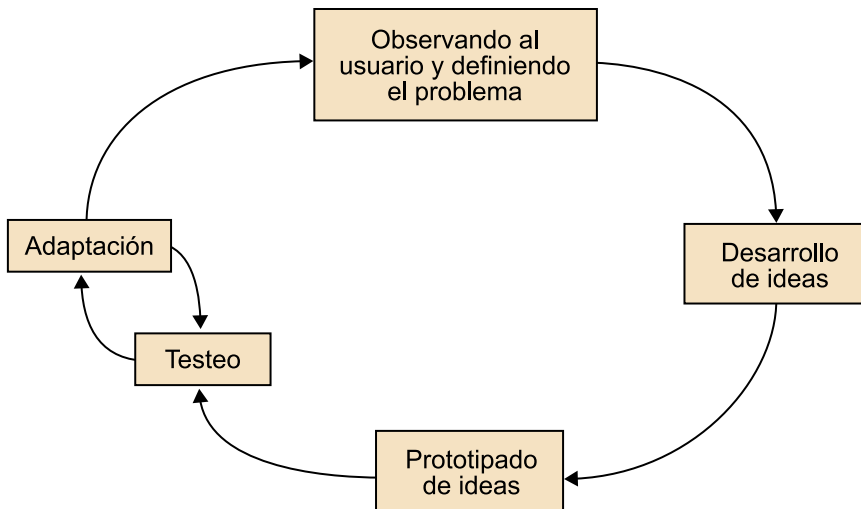 Observando al
usuario y definiendo
el problema
Adaptación
Desarrollo
de ideas
Testeo
Prototipado
de ideas